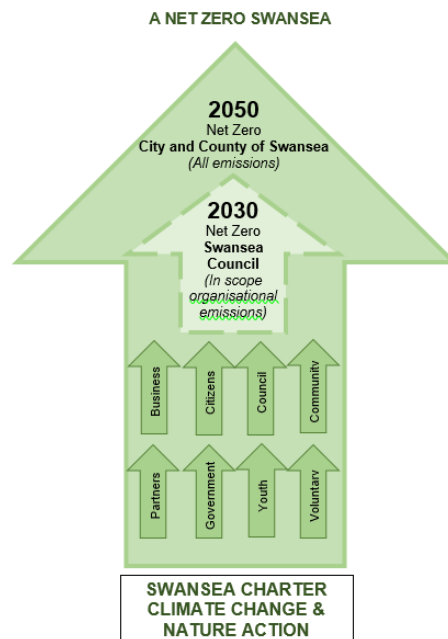 A NET ZERO SWANSEA
2050
Net Zero
City and County of Swansea
(All emissions)
2030
Net Zero
Swansea
Council
(In scope
organisational
emissions)
Business
Citizens
Council
Community
Partners
Government
Youth
Voluntary
SWANSEA CHARTER
CLIMATE CHANGE &
NATURE ACTION